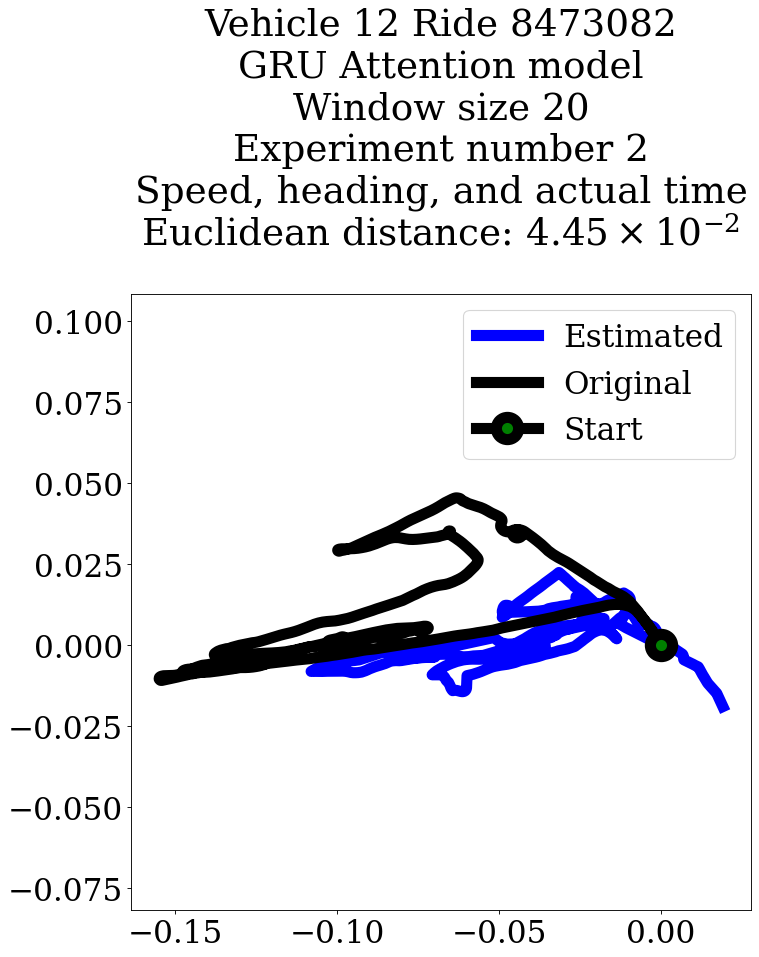 Vehicle 12 Ride 8473082
GRU Attention model
Window size 20
Experiment number 2
Speed, heading, and actual time
Euclidean distance: 4.45 × 10⁻²
Estimated
Original
Start
0.100
0.075
0.050
0.025
0.000
−0.025
−0.050
−0.075
−0.15 −0.10 −0.05 0.00